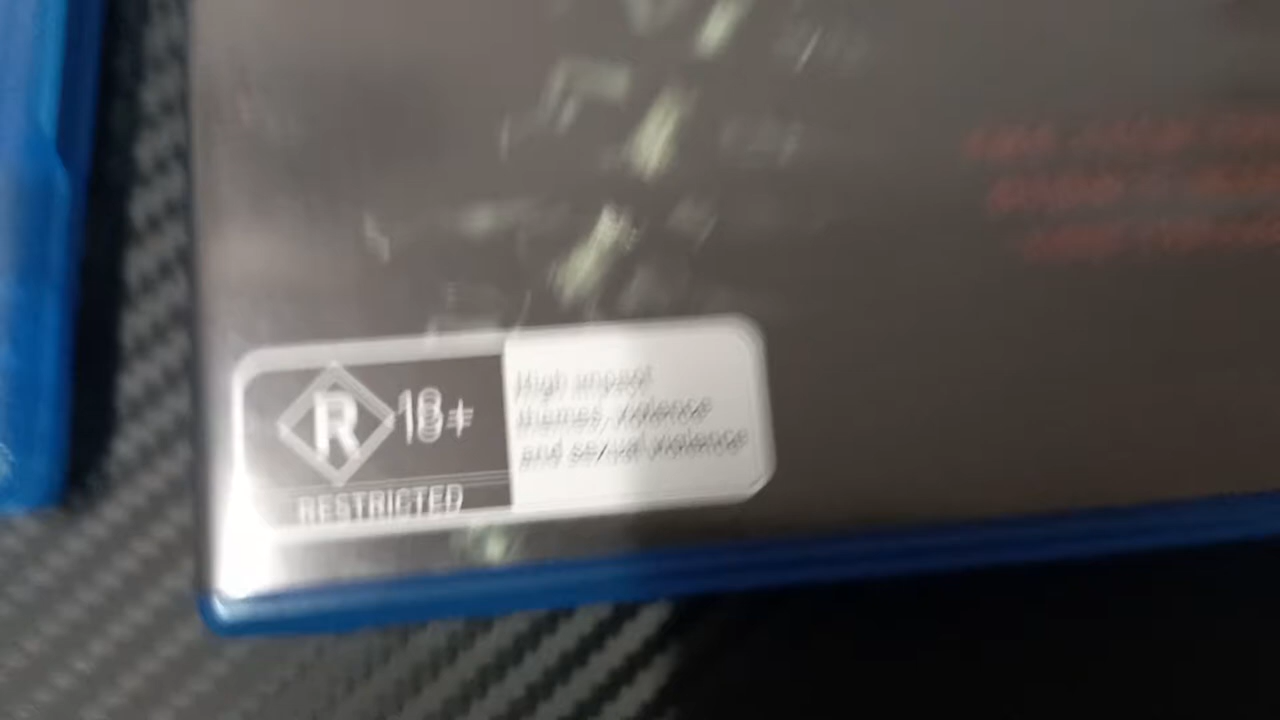 R 18+
RESTRICTED
High impact
themes, violence
and sexual violence